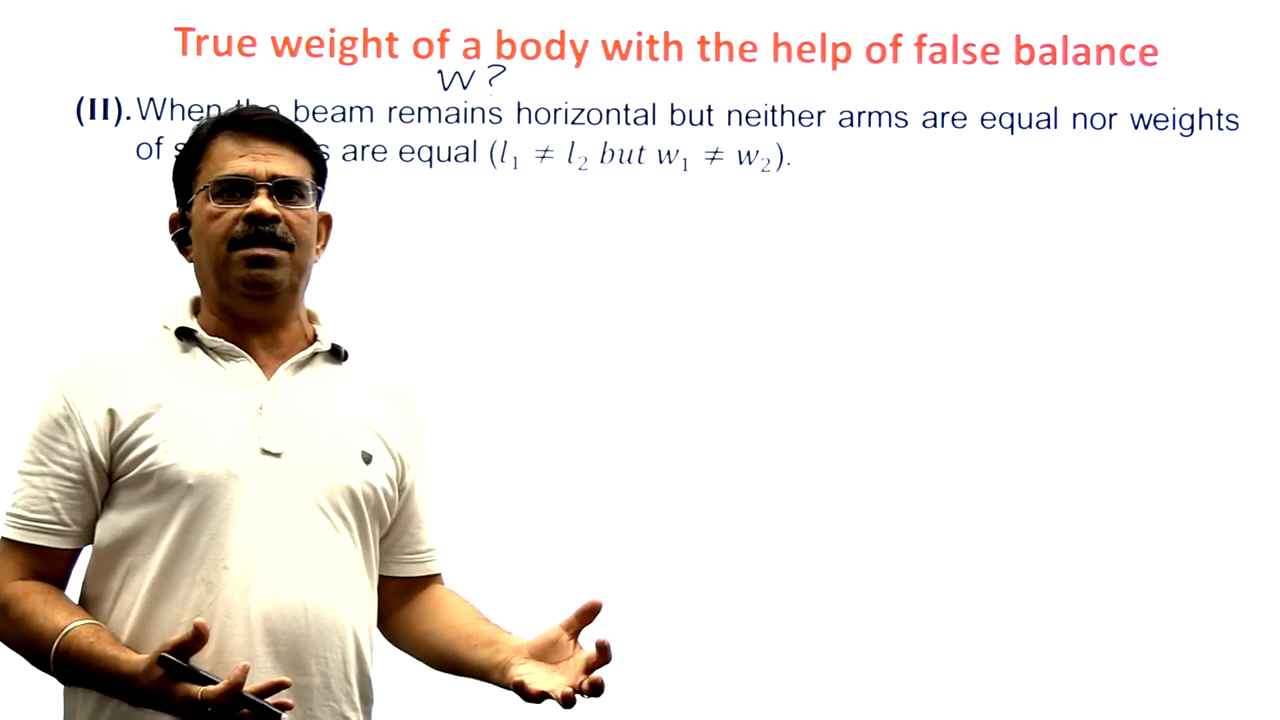 True weight of a body with the help of false balance
W ?
(II). When the beam remains horizontal but neither arms are equal nor weights
of are equal (l₁ ≠ l₂ but w₁ ≠ w₂).